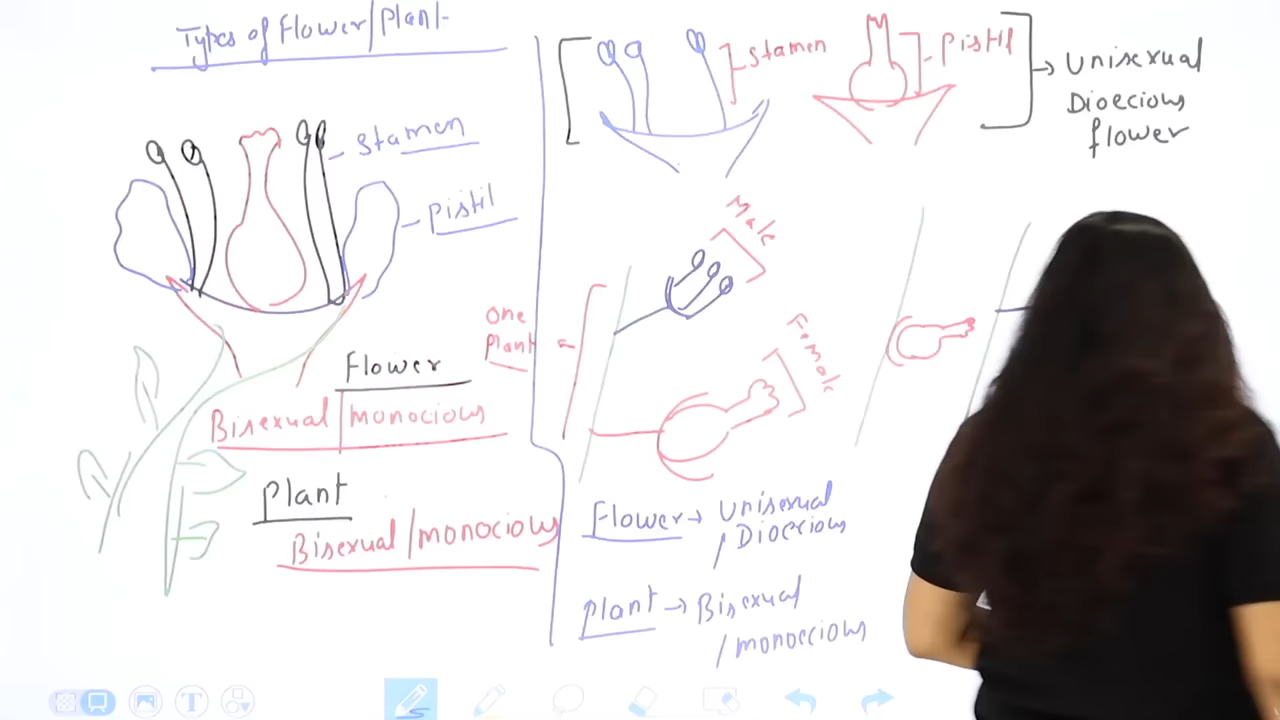 Types of Flower/Plant
Stamen
Pistil
Flower
Bisexual/monocious
Plant
Bisexual/monocious
Stamen
Pistil
Unisexual
Dioecious
flower
Male
One
Plant
Female
Flower → Unisexual
/Dioecious
Plant → Bisexual
/monoecious
T